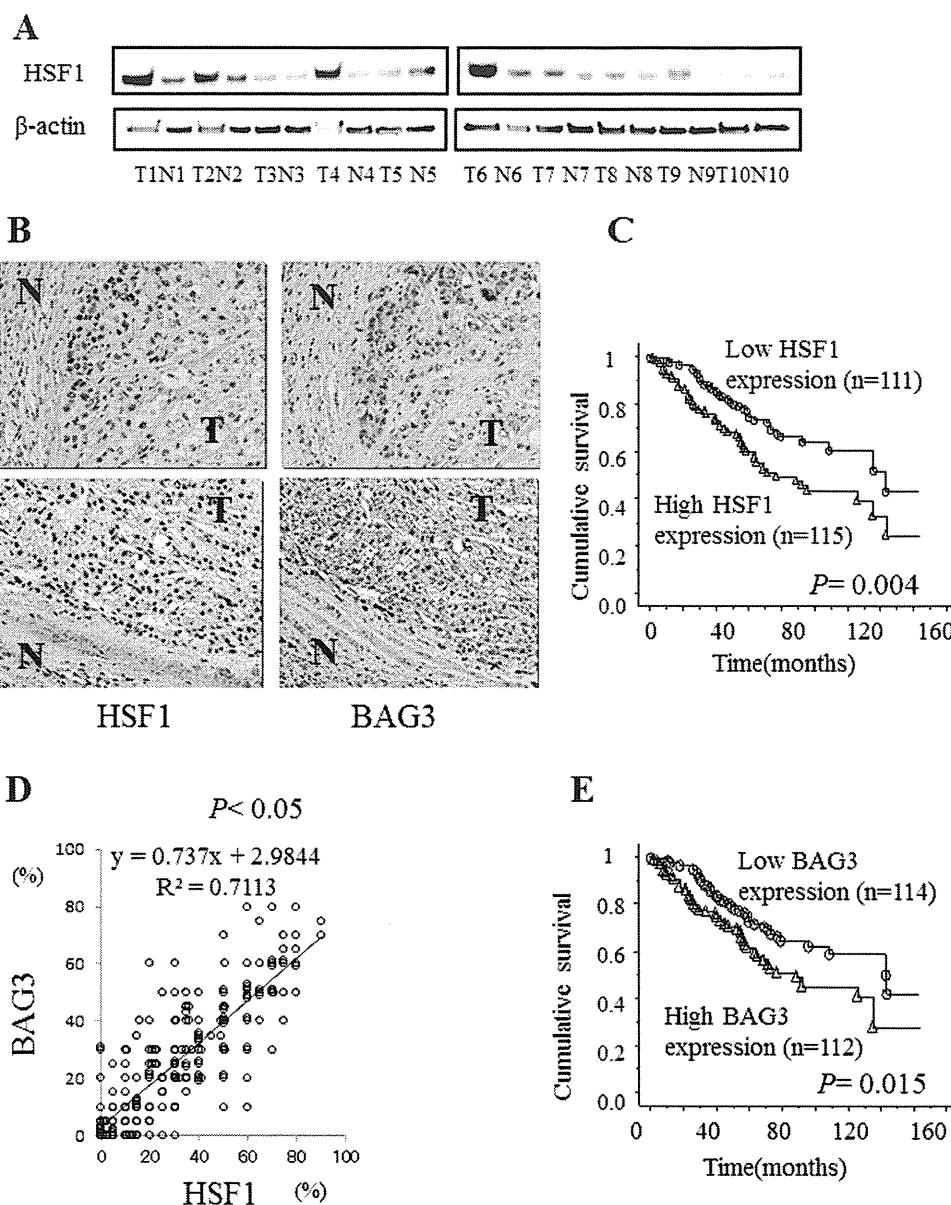 A
HSF1
β-actin
T1N1 T2N2 T3N3 T4 N4 T5 N5 T6 N6 T7 N7 T8 N8 T9 N9T10N10
B
N
T
N
T
T
N
T
N
HSF1
BAG3
C
Low HSF1
expression (n=111)
High HSF1
expression (n=115)
P= 0.004
Cumulative survival
1
0.8
0.6
0.4
0.2
0.0
0 40 80 120 160
Time(months)
D
P< 0.05
y = 0.737x + 2.9844
R² = 0.7113
(%)
BAG3
100
80
60
40
20
0
0 20 40 60 80 100
HSF1 (%)
E
Low BAG3
expression (n=114)
High BAG3
expression (n=112)
P= 0.015
Cumulative survival
1
0.8
0.6
0.4
0.2
0.0
0 40 80 120 160
Time(months)